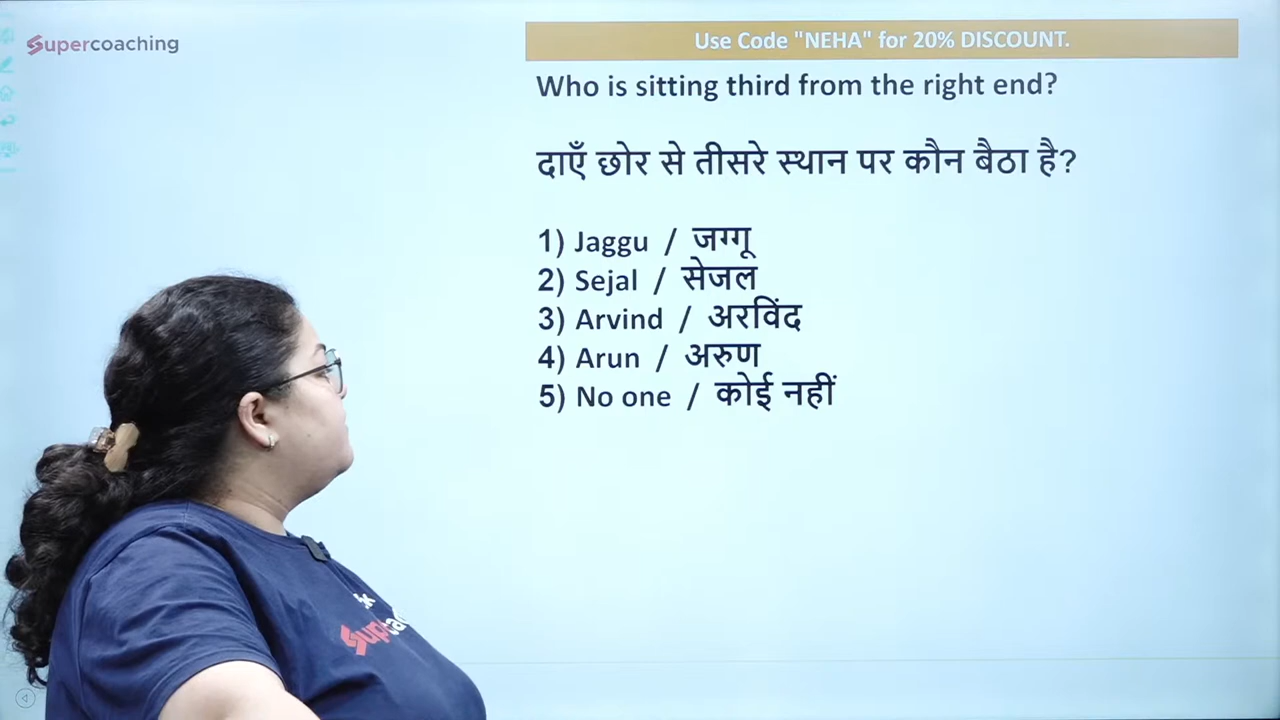 Supercoaching
Use Code "NEHA" for 20% DISCOUNT.
Who is sitting third from the right end?
दाएँ छोर से तीसरे स्थान पर कौन बैठा है?
1) Jaggu / जग्गू
2) Sejal / सेजल
3) Arvind / अरविंद
4) Arun / अरुण
5) No one / कोई नहीं